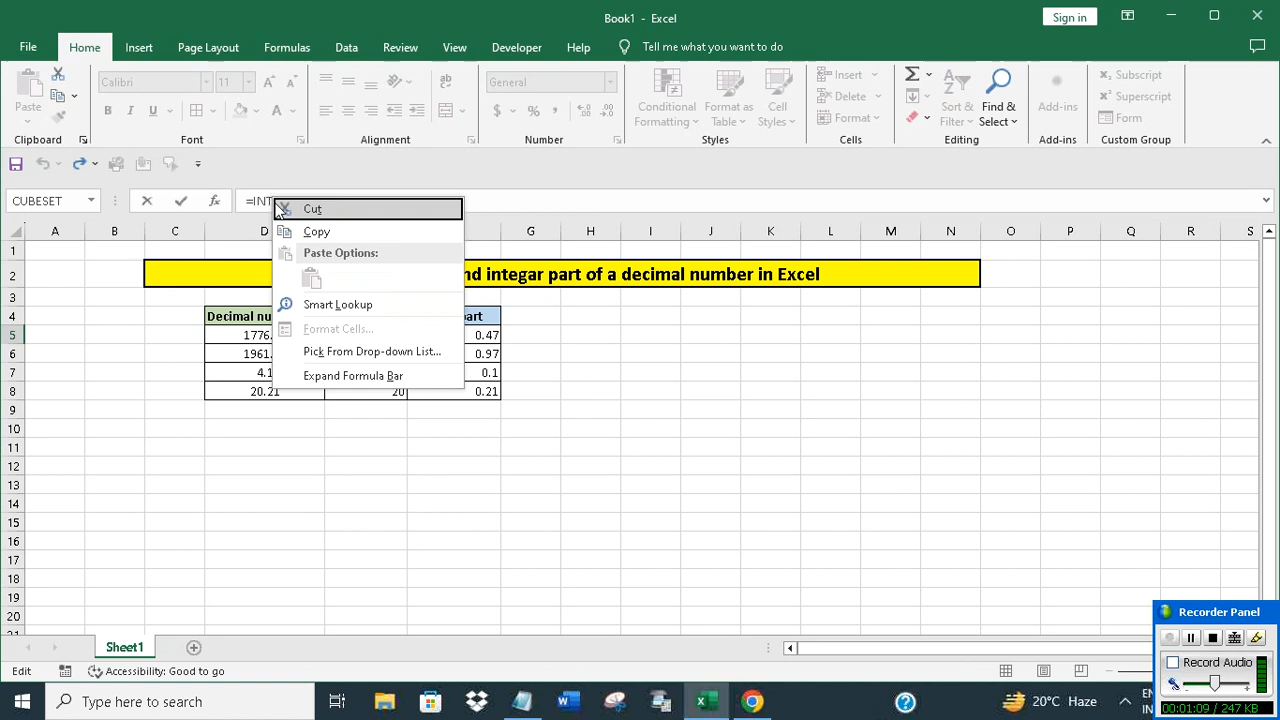 Book1 - Excel
Sign in
File Home Insert Page Layout Formulas Data Review View Developer Help Tell me what you want to do
Paste
Calibri 11
B I U
ab
General
$ % ,
Conditional Formatting
Format as Table
Cell Styles
Insert
Delete
Format
Sort & Filter
Find & Select
Add-ins
Subscript
Superscript
Form
Clipboard Font Alignment Number Styles Cells Editing Add-ins Custom Group
CUBESET fx =INT
Cut
Copy
Paste Options:
Smart Lookup
Format Cells...
Pick From Drop-down List...
Expand Formula Bar
A B C D G H I J K L M N O P Q R S
1
2 nd integar part of a decimal number in Excel
3
4 Decimal nu art
5 1776. 0.47
6 1961. 0.97
7 4.1 0.1
8 20.21 20 0.21
9
10
11
12
13
14
15
16
17
18
19
20
Sheet1
Edit Accessibility: Good to go
Recorder Panel
Record Audio
00:01:09 / 247 KB
Type here to search
20°C Haze